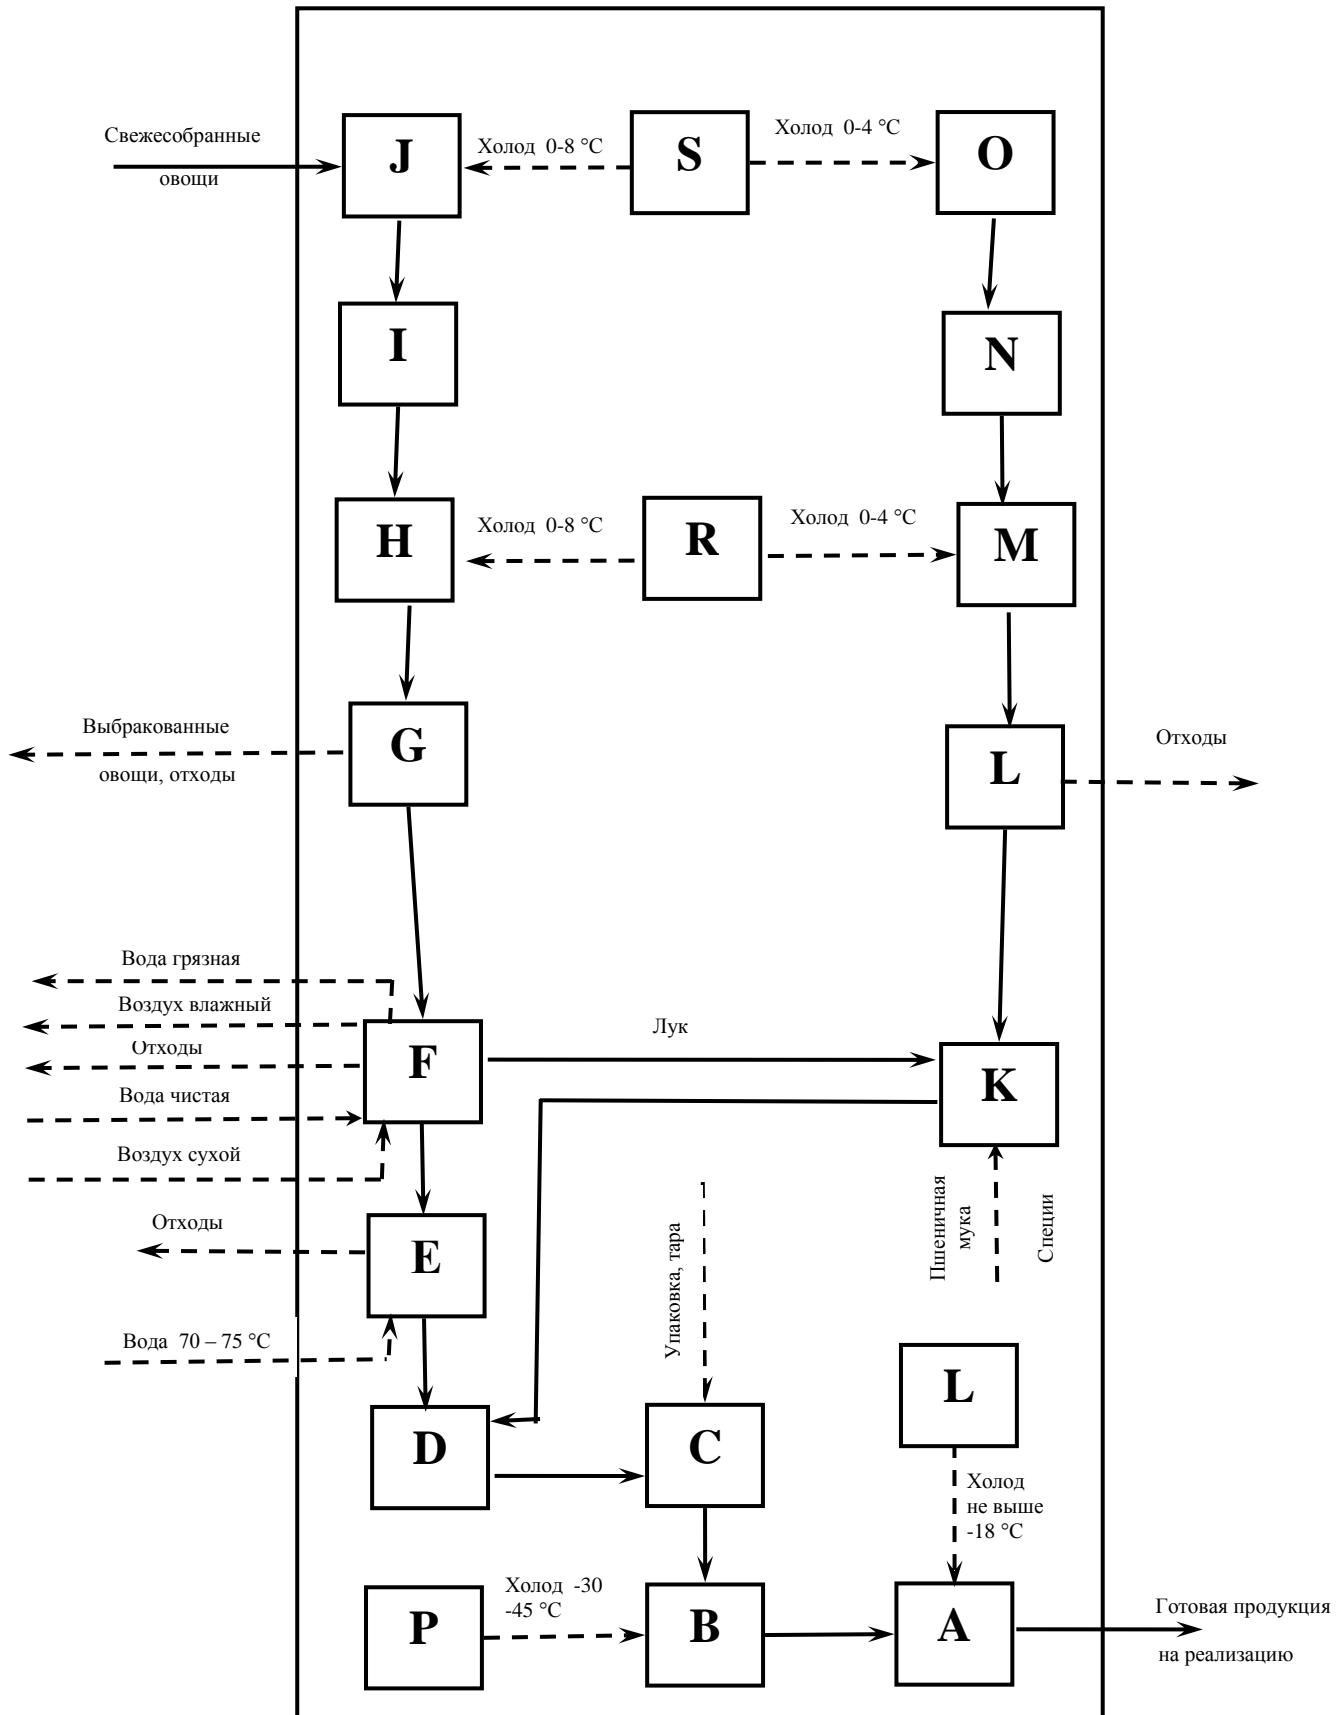 Свежесобранные
овощи
J
Холод 0-8 °С
S
Холод 0-4 °С
O
I
N
H
Холод 0-8 °С
R
Холод 0-4 °С
M
Выбракованные
овощи, отходы
G
L
Отходы
Вода грязная
Воздух влажный
Отходы
Вода чистая
Воздух сухой
F
Лук
K
Пшеничная
мука
Специи
Отходы
E
Вода 70 – 75 °С
Упаковка, тара
L
D
C
Холод
не выше
-18 °С
P
Холод -30
-45 °С
B
A
Готовая продукция
на реализацию